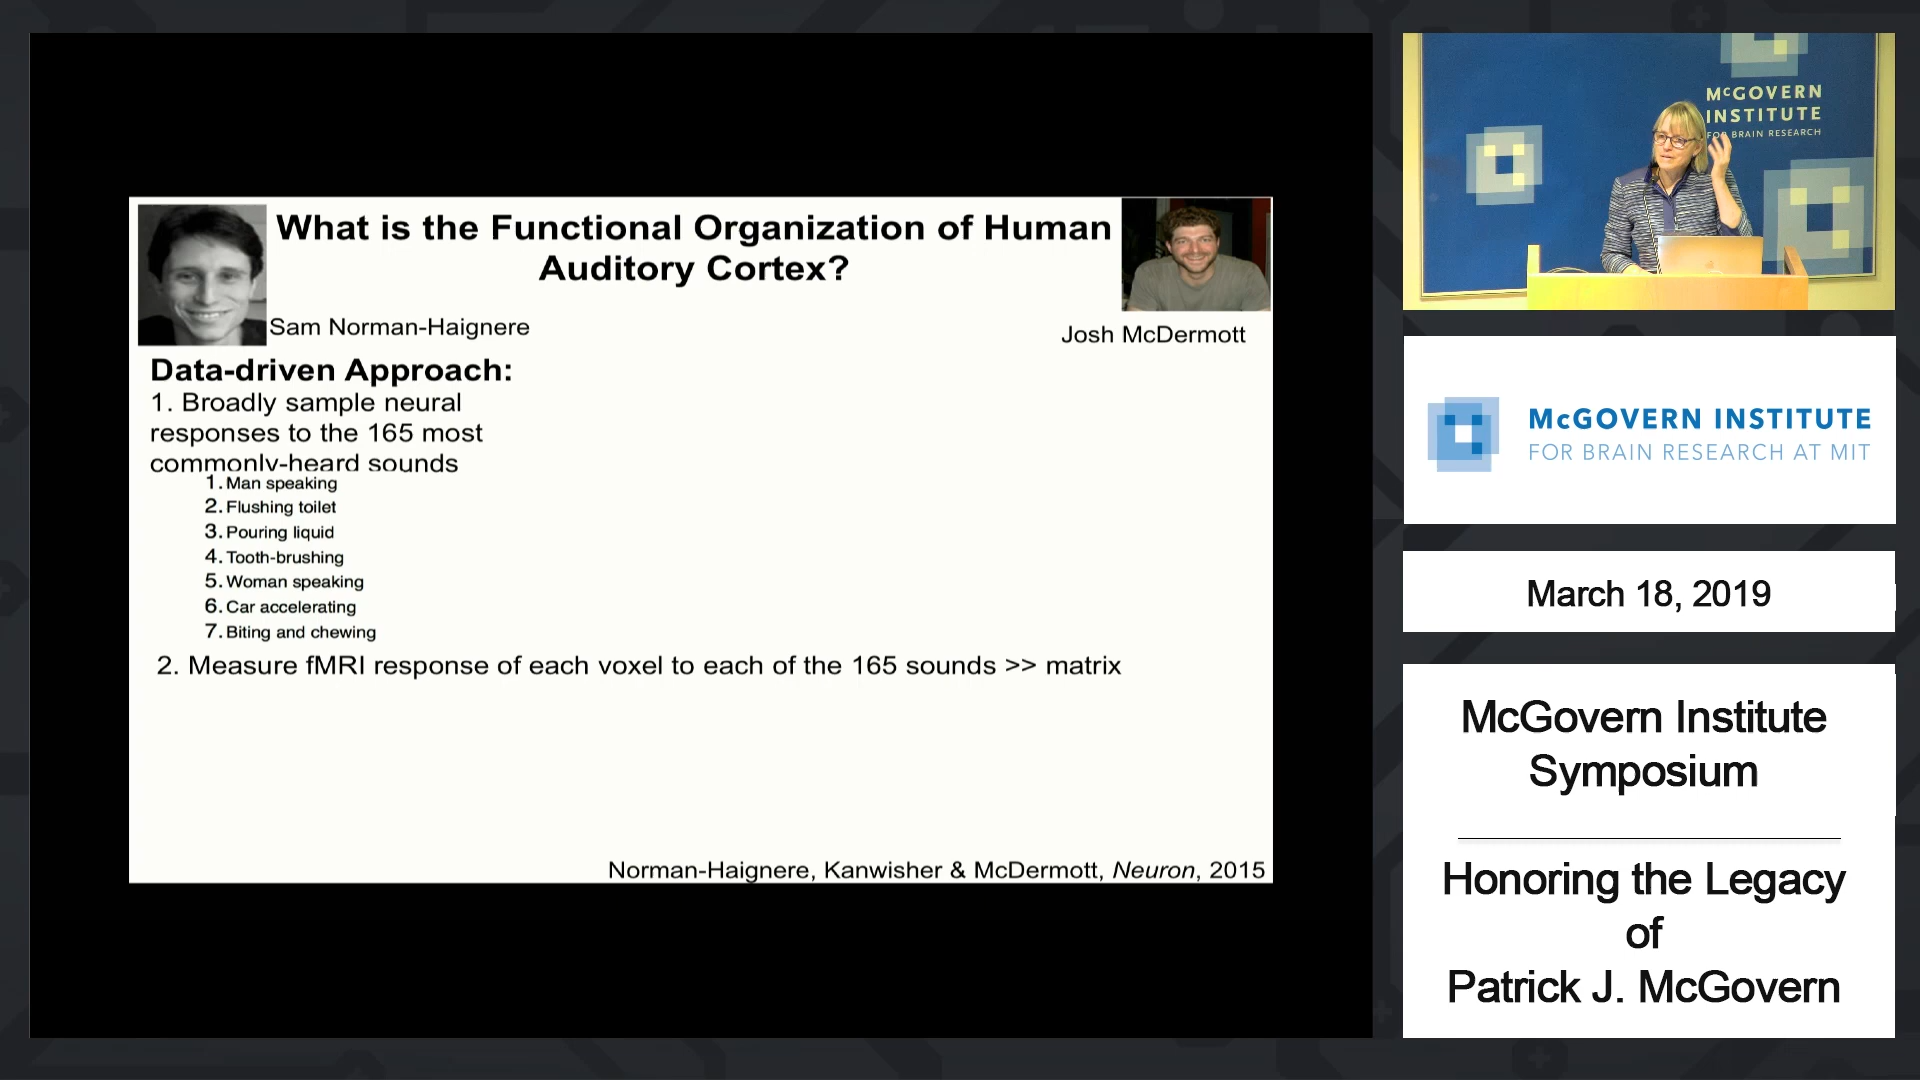 What is the Functional Organization of Human
Auditory Cortex?
Sam Norman-Haignere
Josh McDermott
Data-driven Approach:
1. Broadly sample neural
responses to the 165 most
commonly-heard sounds
1. Man speaking
2. Flushing toilet
3. Pouring liquid
4. Tooth-brushing
5. Woman speaking
6. Car accelerating
7. Biting and chewing
2. Measure fMRI response of each voxel to each of the 165 sounds >> matrix
Norman-Haignere, Kanwisher & McDermott, Neuron, 2015
McGOVERN
INSTITUTE
FOR BRAIN RESEARCH
McGOVERN INSTITUTE
FOR BRAIN RESEARCH AT MIT
March 18, 2019
McGovern Institute
Symposium
Honoring the Legacy
of
Patrick J. McGovern